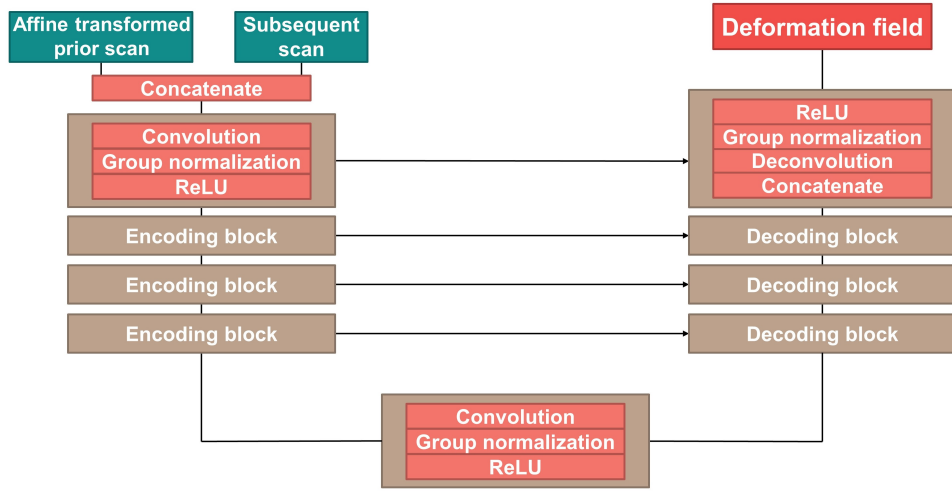 Affine transformed
prior scan
Subsequent
scan
Concatenate
Convolution
Group normalization
ReLU
Encoding block
Encoding block
Encoding block
Convolution
Group normalization
ReLU
Deformation field
ReLU
Group normalization
Deconvolution
Concatenate
Decoding block
Decoding block
Decoding block